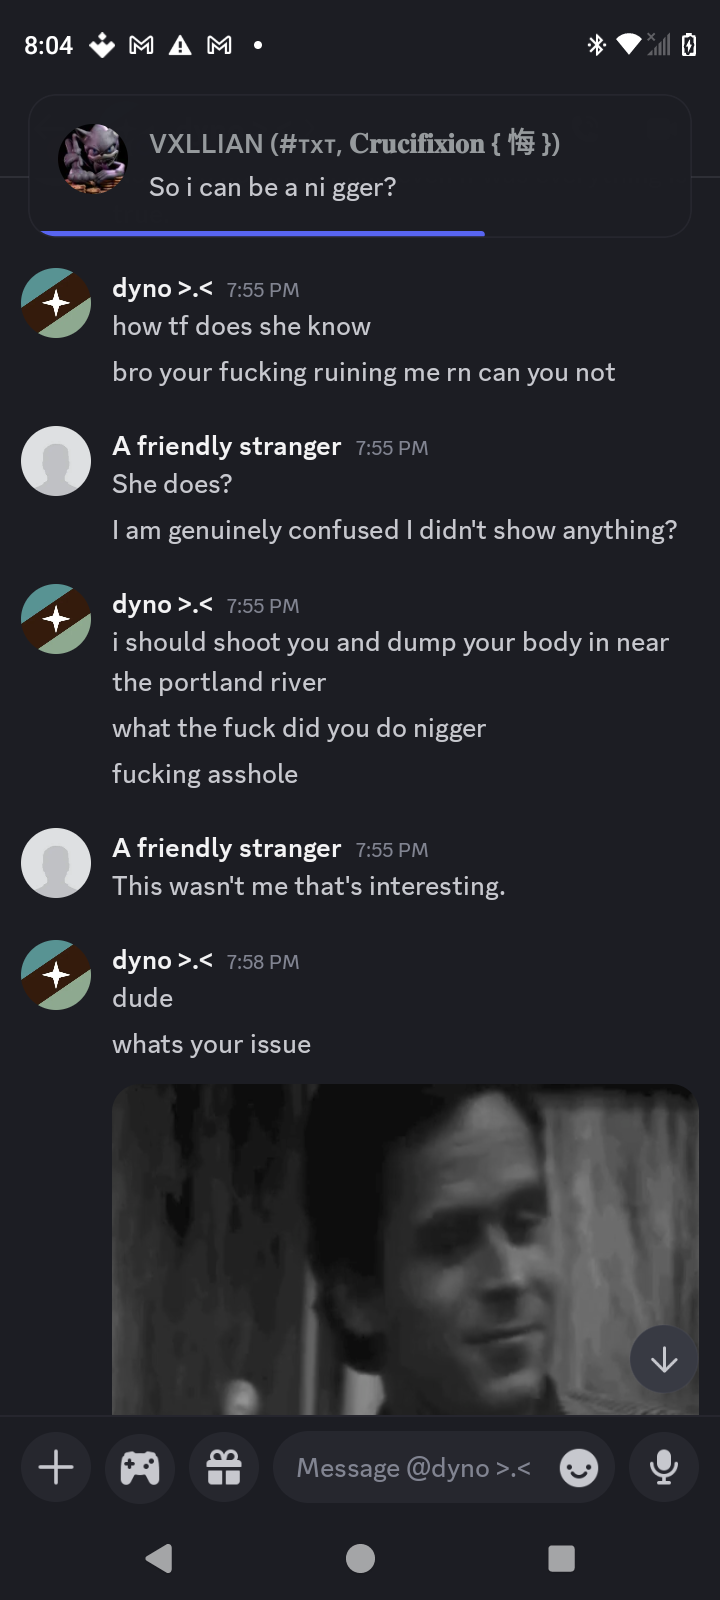 8:04
VXLLIAN (#TXT, Crucifixion { 悔 })
So i can be a ni gger?
dyno >.< 7:55 PM
how tf does she know
bro your fucking ruining me rn can you not
A friendly stranger 7:55 PM
She does?
I am genuinely confused I didn't show anything?
dyno >.< 7:55 PM
i should shoot you and dump your body in near
the portland river
what the fuck did you do nigger
fucking asshole
A friendly stranger 7:55 PM
This wasn't me that's interesting.
dyno >.< 7:58 PM
dude
whats your issue
Message @dyno >.<